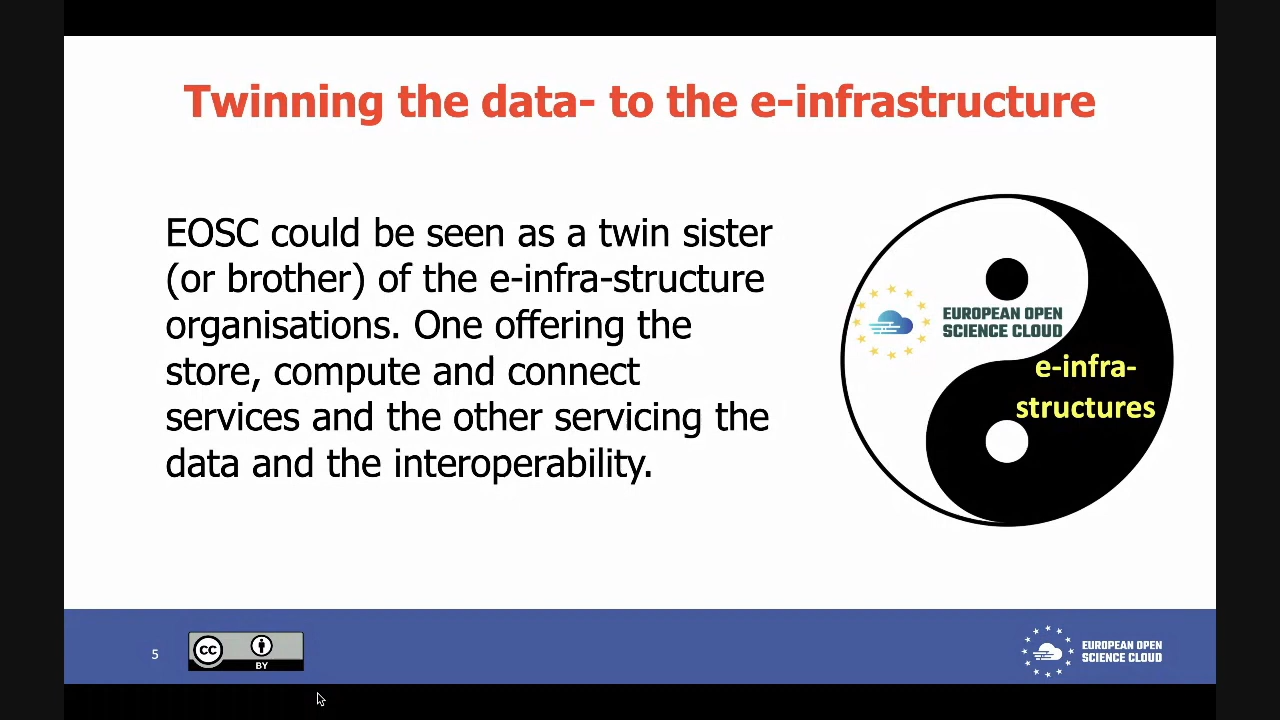 Twinning the data- to the e-infrastructure
EOSC could be seen as a twin sister
(or brother) of the e-infra-structure
organisations. One offering the
store, compute and connect
services and the other servicing the
data and the interoperability.
EUROPEAN OPEN
SCIENCE CLOUD
e-infra-
structures
5
CC
BY
EUROPEAN OPEN
SCIENCE CLOUD